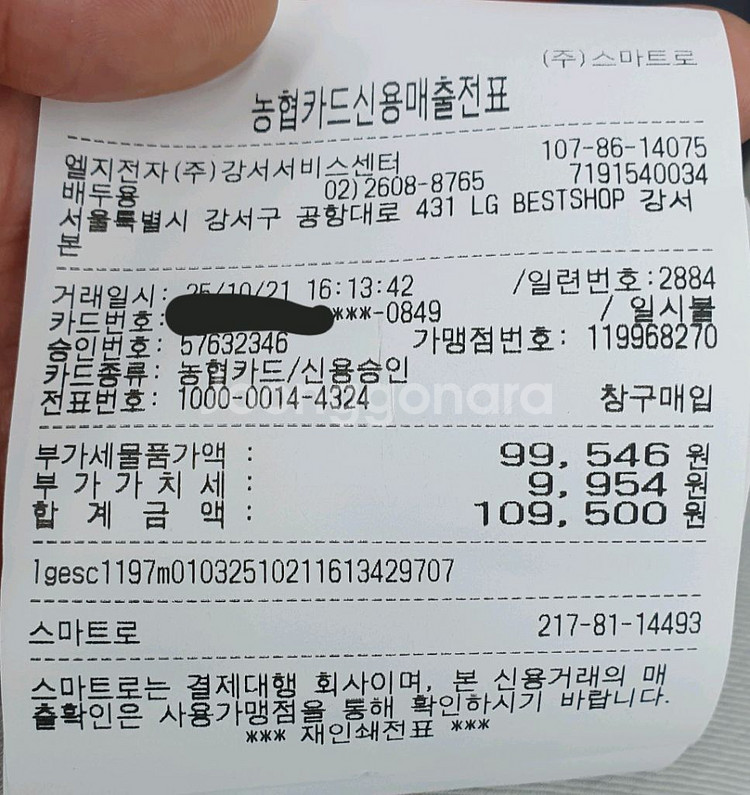 (주)스마트로
농협카드신용매출전표
107-86-14075
엘지전자(주)강서서비스센터 7191540034
배두용 02)2608-8765
서울특별시 강서구 공항대로 431 LG BESTSHOP 강서
본
거래일시: 25/10/21 16:13:42 /일련번호:2884
카드번호: ***-0849 / 일시불
승인번호: 57632346 가맹점번호: 119968270
카드종류: 농협카드/신용승인
전표번호: 1000-0014-4324 창구매입
부가세물품가액 : 99,546 원
부 가 가 치 세 : 9,954 원
합 계 금 액 : 109,500 원
lgesc1197m01032510211613429707
스마트로 217-81-14493
스마트로는 결제대행 회사이며, 본 신용거래의 매
출확인은 사용가맹점을 통해 확인하시기 바랍니다.
*** 재인쇄전표 ***